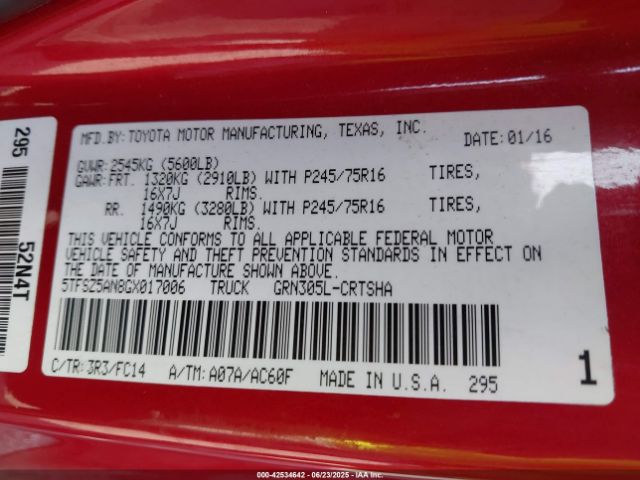 MFD.BY:TOYOTA MOTOR MANUFACTURING, TEXAS, INC. DATE:01/16
GVWR:2545KG (5600LB)
GAWR:FRT. 1320KG (2910LB) WITH P245/75R16 TIRES,
16X7J RIMS.
RR. 1490KG (3280LB) WITH P245/75R16 TIRES,
16X7J RIMS.
THIS VEHICLE CONFORMS TO ALL APPLICABLE FEDERAL MOTOR
VEHICLE SAFETY AND THEFT PREVENTION STANDARDS IN EFFECT ON
THE DATE OF MANUFACTURE SHOWN ABOVE.
5TFSZ5AN8GX017006 TRUCK GRN305L-CRTSHA
C/TR:3R3/FC14 A/TM:A07A/AC60F MADE IN U.S.A. 295
1
295
52N4T
000-42534642 - 06/23/2025 - IAA Inc.